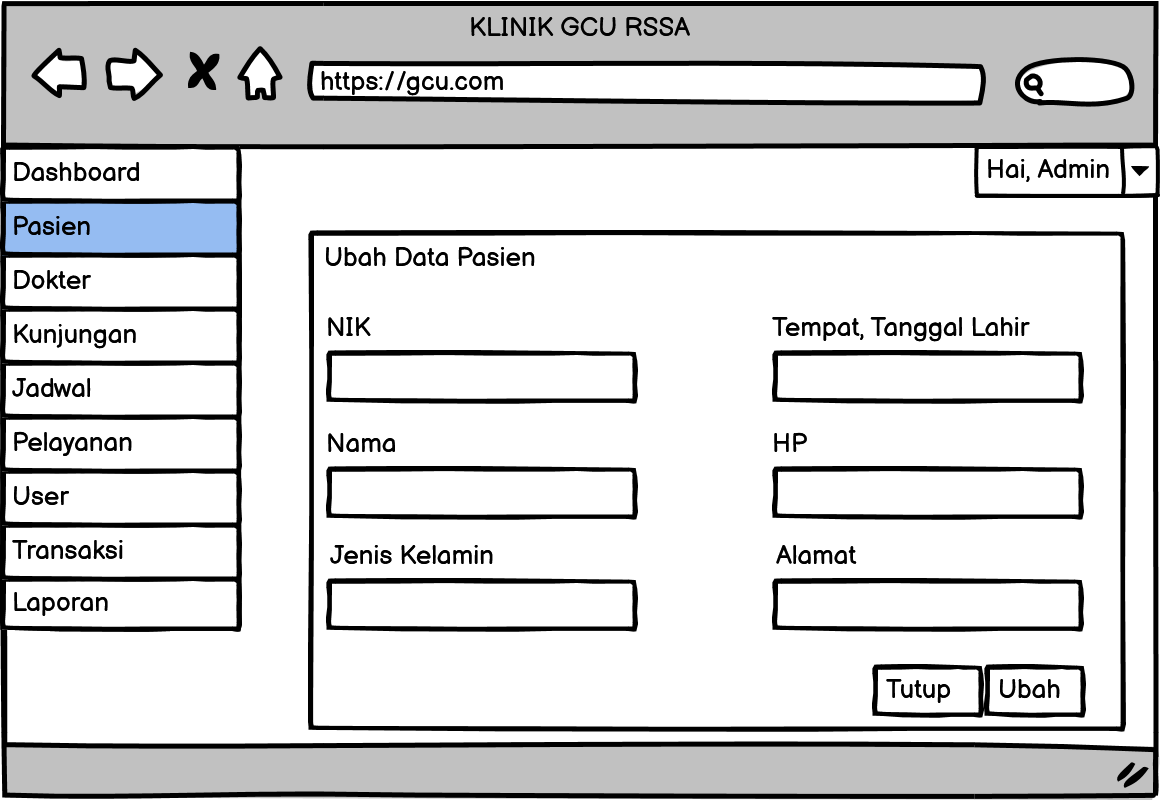 KLINIK GCU RSSA
https://gcu.com
Hai, Admin
Dashboard
Pasien
Dokter
Kunjungan
Jadwal
Pelayanan
User
Transaksi
Laporan
Ubah Data Pasien
NIK
Tempat, Tanggal Lahir
Nama
HP
Jenis Kelamin
Alamat
Tutup
Ubah